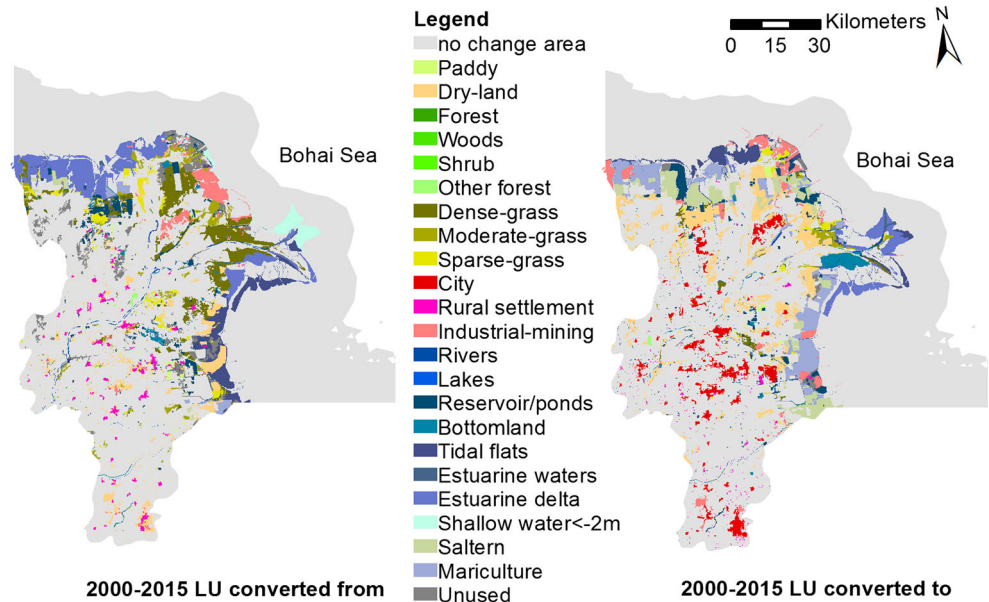 Legend
no change area
Paddy
Dry-land
Forest
Woods
Shrub
Other forest
Dense-grass
Moderate-grass
Sparse-grass
City
Rural settlement
Industrial-mining
Rivers
Lakes
Reservoir/ponds
Bottomland
Tidal flats
Estuarine waters
Estuarine delta
Shallow water<-2m
Saltern
Mariculture
Unused
Kilometers
0 15 30
N
Bohai Sea
Bohai Sea
2000-2015 LU converted from
2000-2015 LU converted to